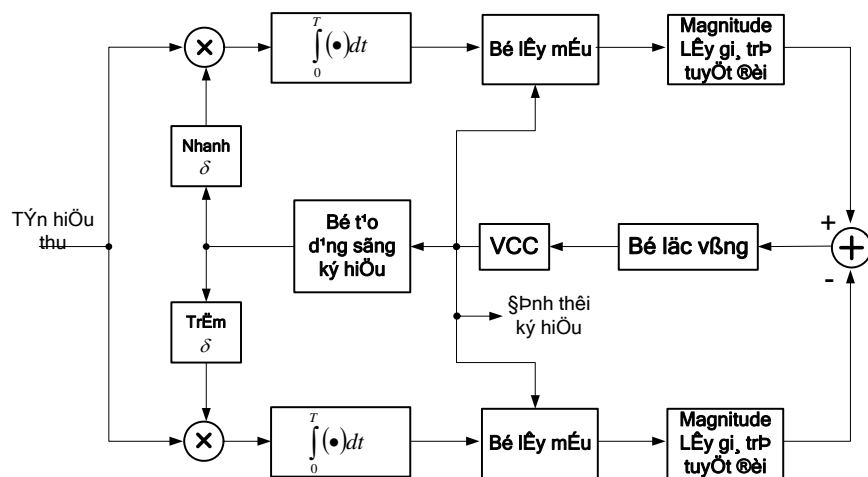 ∫₀ᵀ(•)dt
Bé lÊy mÉu
Magnitude
LÊy gi¸ trÞ
tuyÖt ®èi
Nhanh
δ
TÝn hiÖu
thu
Bé t¹o
d¹ng sãng
ký hiÖu
VCC
Bé läc vßng
+
-
§Þnh thêi
ký hiÖu
TrÔm
δ
∫₀ᵀ(•)dt
Bé lÊy mÉu
Magnitude
LÊy gi¸ trÞ
tuyÖt ®èi